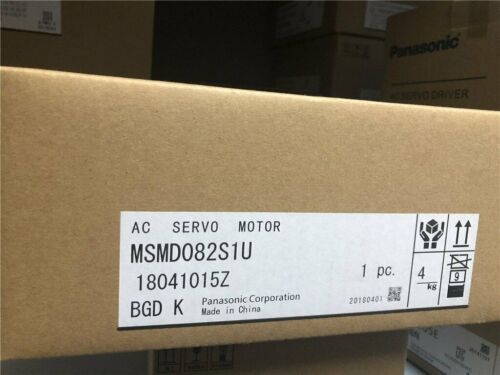 Panasonic
AC SERVO DRIVER
AC SERVO MOTOR
MSMD082S1U
18041015Z
1 pc.
4 kg
9
BGD K
Panasonic Corporation
Made in China
20180401